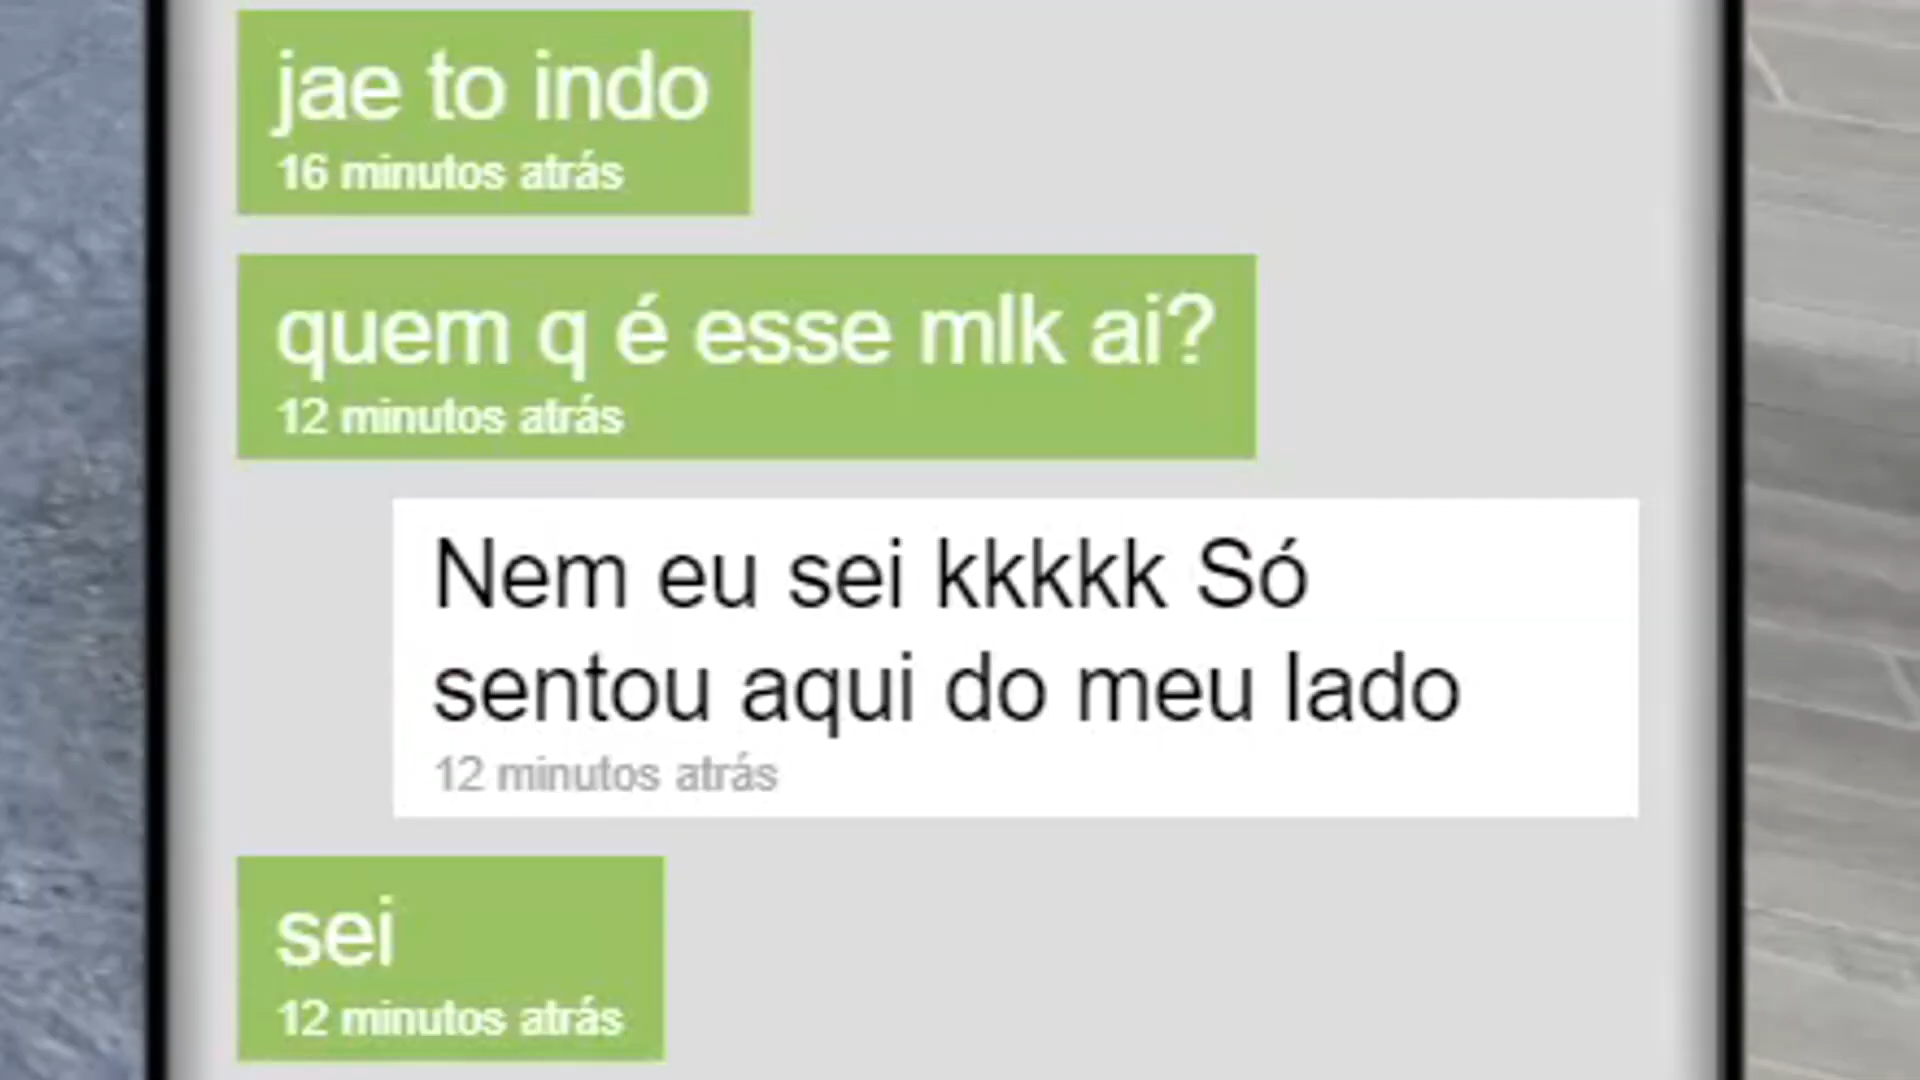 jae to indo
16 minutos atrás
quem q é esse mlk ai?
12 minutos atrás
Nem eu sei kkkkk Só
sentou aqui do meu lado
12 minutos atrás
sei
12 minutos atrás